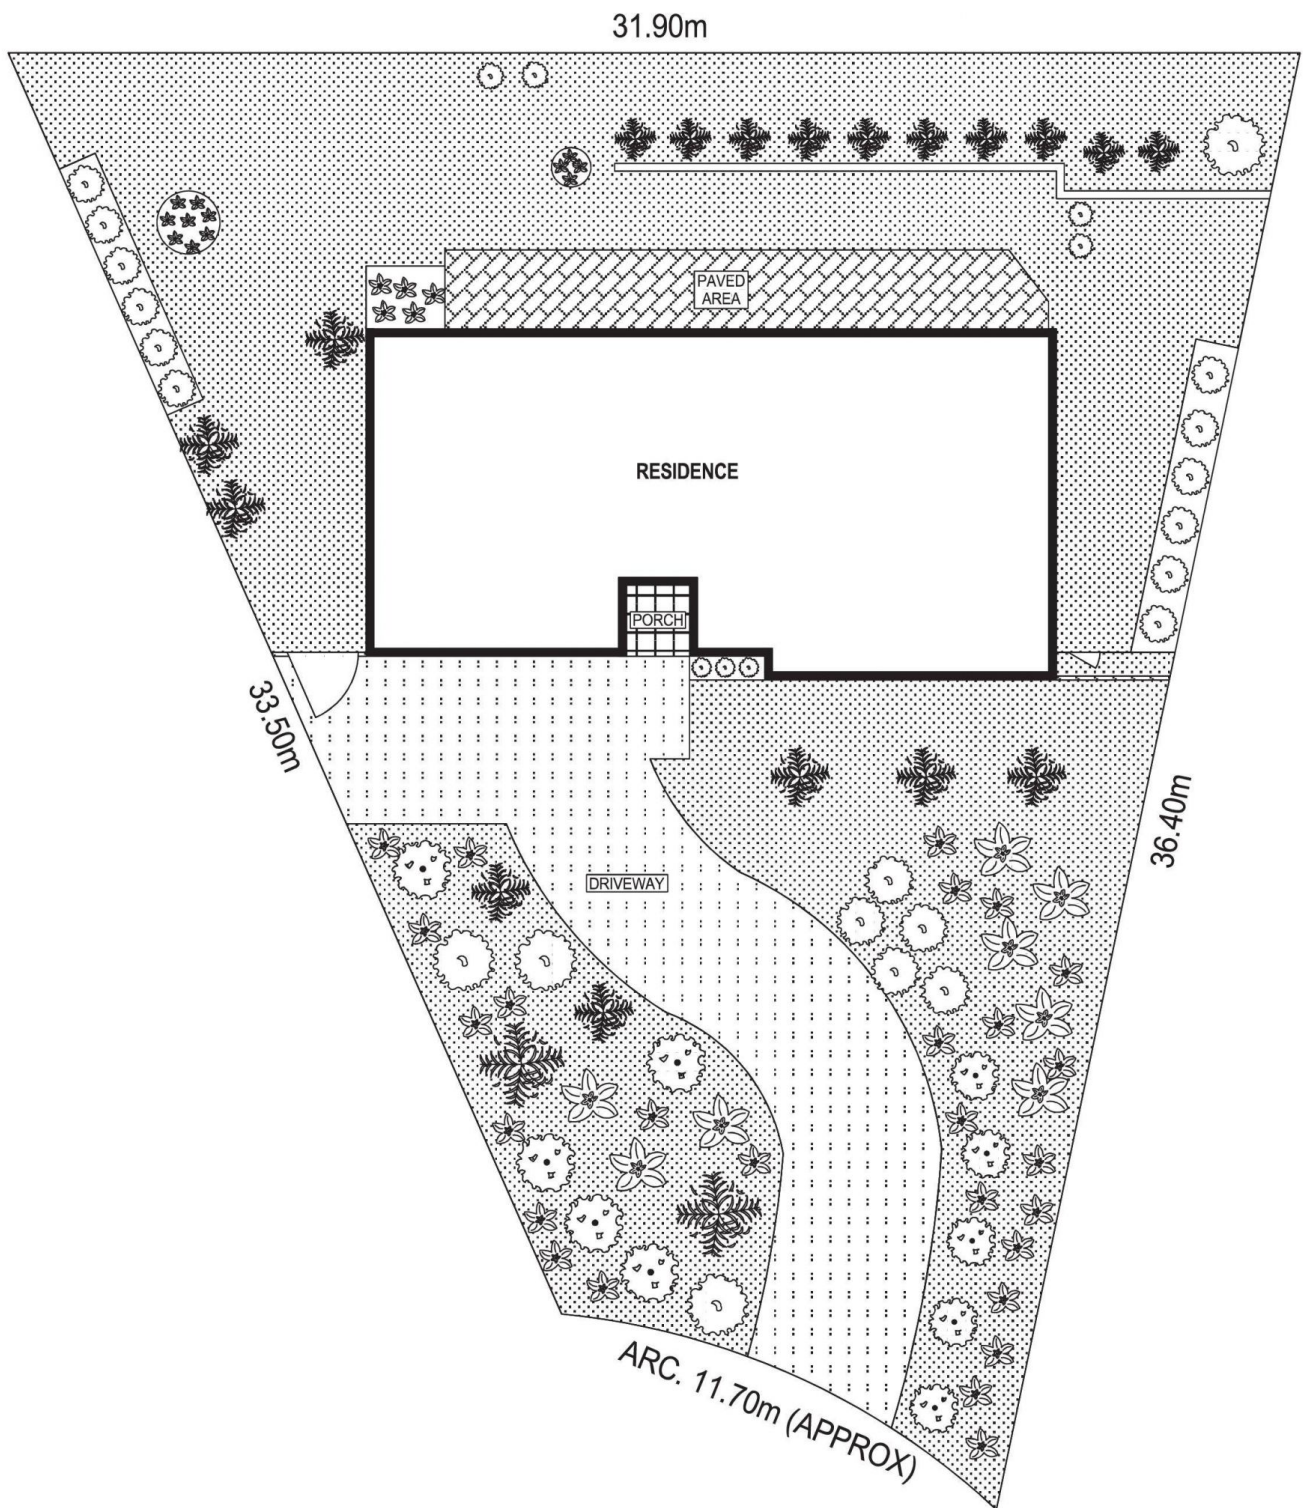 31.90m
PAVED
AREA
RESIDENCE
PORCH
33.50m
36.40m
DRIVEWAY
ARC. 11.70m (APPROX)